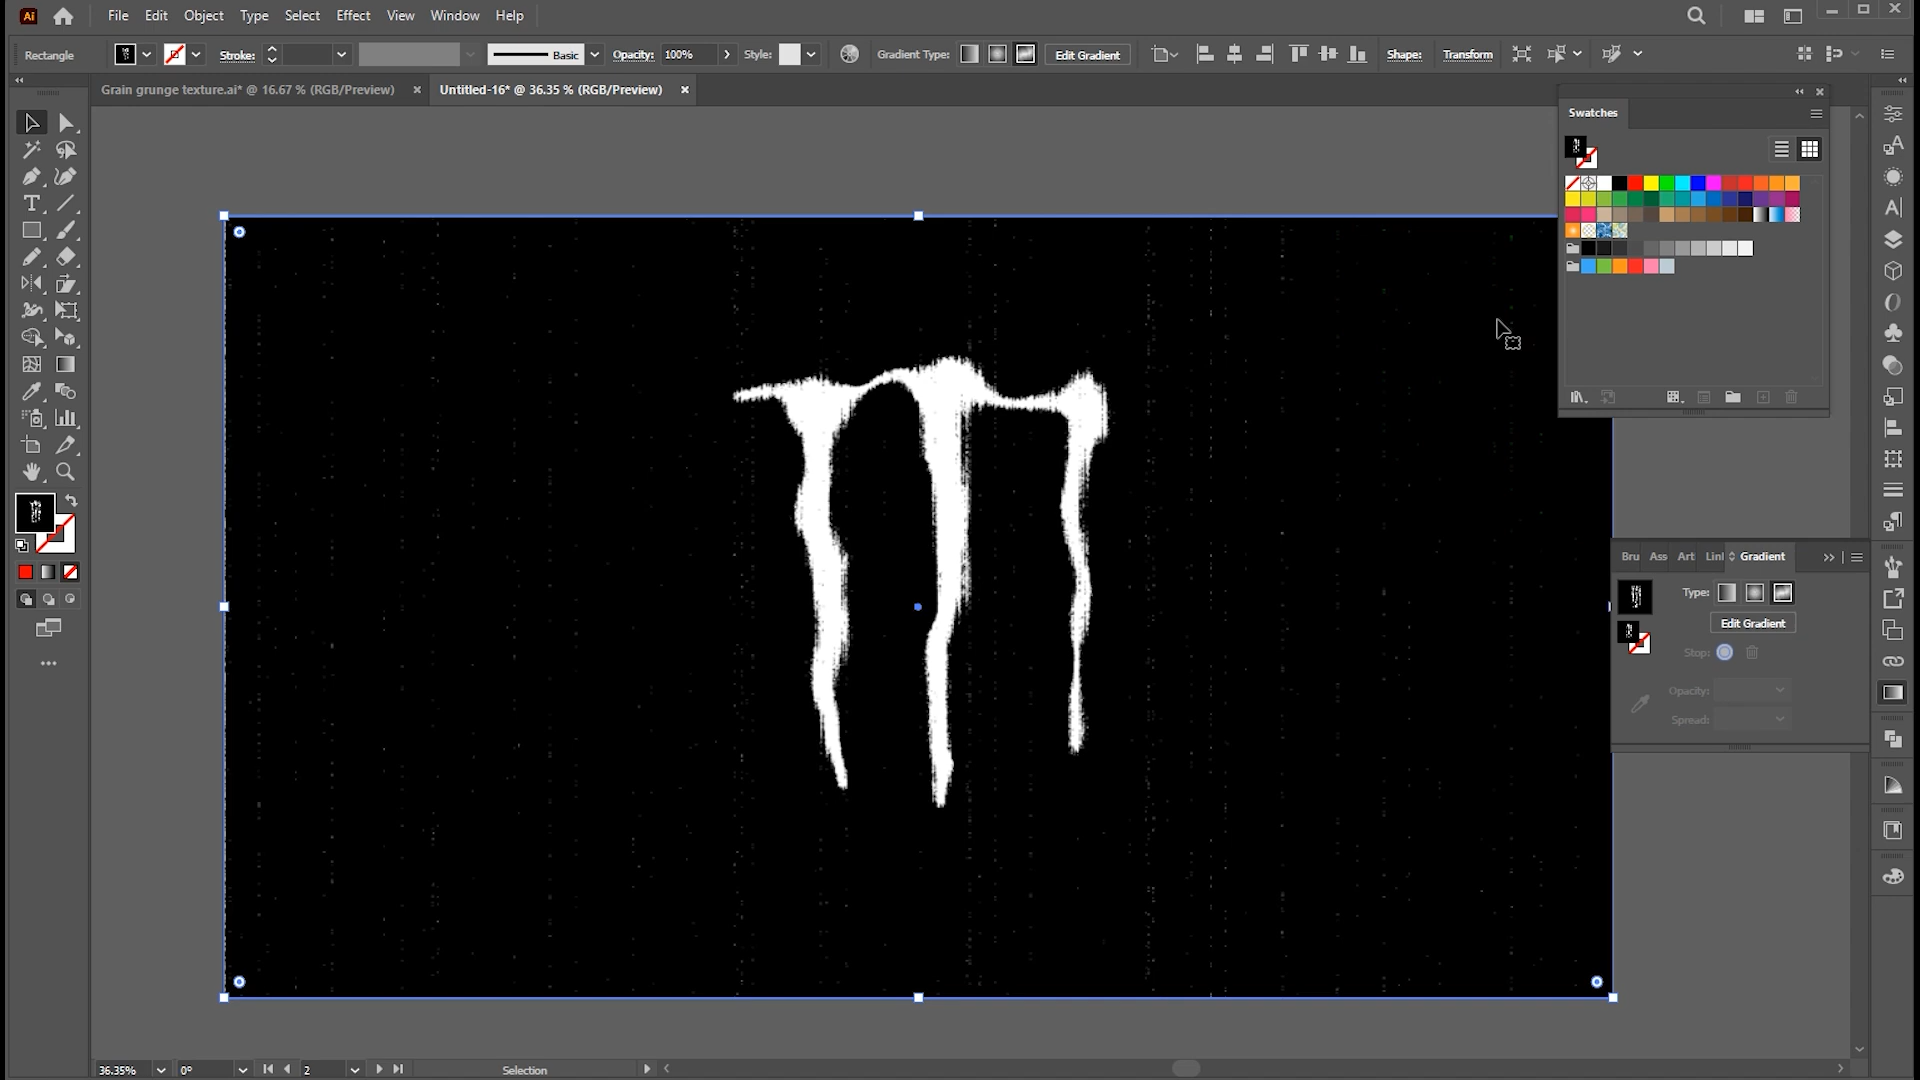 Ai File Edit Object Type Select Effect View Window Help
Rectangle Stroke: Basic Opacity: 100% Style: Gradient Type: Edit Gradient Shape: Transform
Grain grunge texture.ai* @ 16.67 % (RGB/Preview) × Untitled-16* @ 36.35 % (RGB/Preview) ×
Swatches
Bru Ass Art Linl Gradient
Type:
Edit Gradient
Stop:
Opacity:
Spread:
36.35% 0° 2 Selection